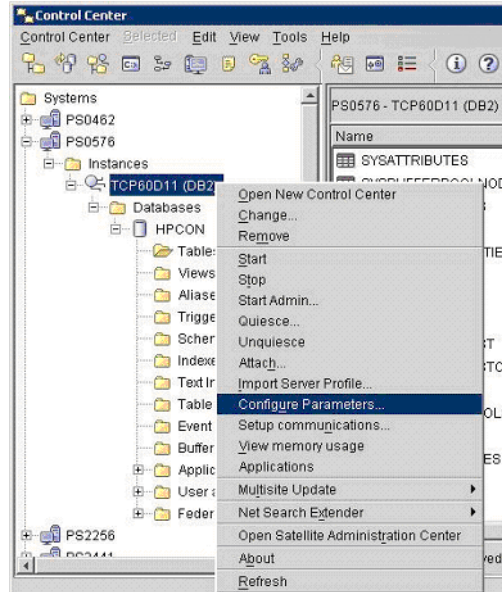 Control Center
Control Center Selected Edit View Tools Help
Systems
PS0462
PS0576
Instances
TCP60D11 (DB2
Databases
HPCON
Table
Views
Aliase
Trigge
Scher
Indexe
Text Ir
Table
Event
Buffer
Applic
User
Feder
PS2256
PS0576 - TCP60D11 (DB2)
Name
SYSATTRIBUTES
Open New Control Center
Change...
Remove
Start
Stop
Start Admin...
Quiesce...
Unquiesce
Attach...
Import Server Profile...
Configure Parameters...
Setup communications...
View memory usage
Applications
Multisite Update
Net Search Extender
Open Satellite Administration Center
About
Refresh